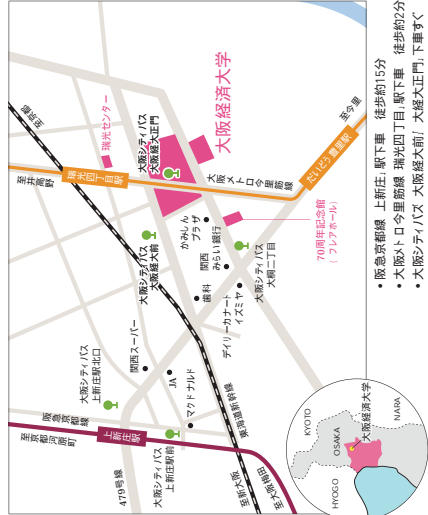 至京都
瑞光センター
大阪経済大学
大阪シティバス
大阪経大正門
至井高野
瑞光四丁目駅
大阪メトロ今里筋線
だいどう豊里駅
至今里
大阪シティバス
大阪経大前
かみしん
プラザ
関西
みらい銀行
70周年記念館
(フレアホール)
大阪シティバス
大桐二丁目
歯科
デイリーカナート
イズミヤ
関西スーパー
大阪シティバス
上新庄駅北口
JA
マクドナルド
東海道新幹線
阪急京都線
至京都河原町
上新庄駅
大阪シティバス
上新庄駅前
479号線
至新大阪
至大阪梅田
KYOTO
OSAKA
大阪経済大学
HYOGO
NARA
• 阪急京都線「上新庄」駅下車 徒歩約15分
• 大阪メトロ今里筋線「瑞光四丁目」駅下車 徒歩約2分
• 大阪シティバス「大阪経大前」「大経大正門」下車すぐ